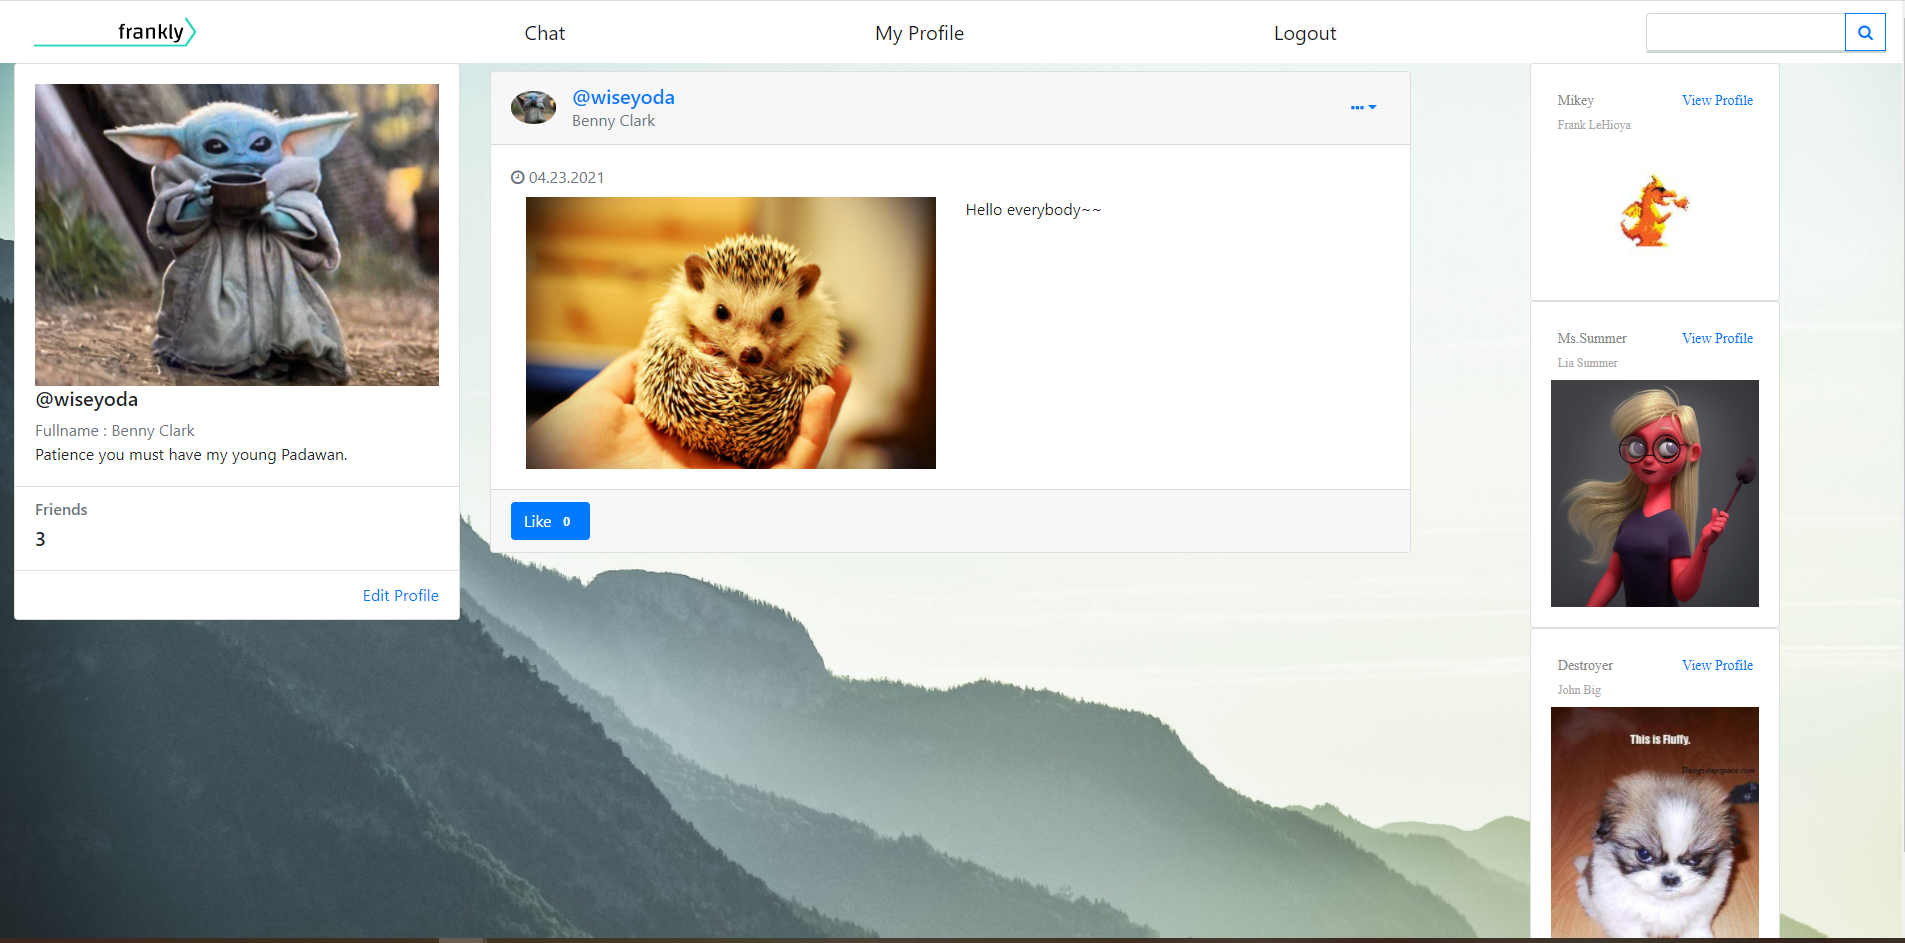 frankly
Chat
My Profile
Logout
@wiseyoda
Fullname : Benny Clark
Patience you must have my young Padawan.
Friends
3
Edit Profile
@wiseyoda
Benny Clark
04.23.2021
Hello everybody~~
Like 0
Mikey View Profile
Frank LeHioya
Ms.Summer View Profile
Lia Summer
Destroyer View Profile
John Big
This is Fluffy.